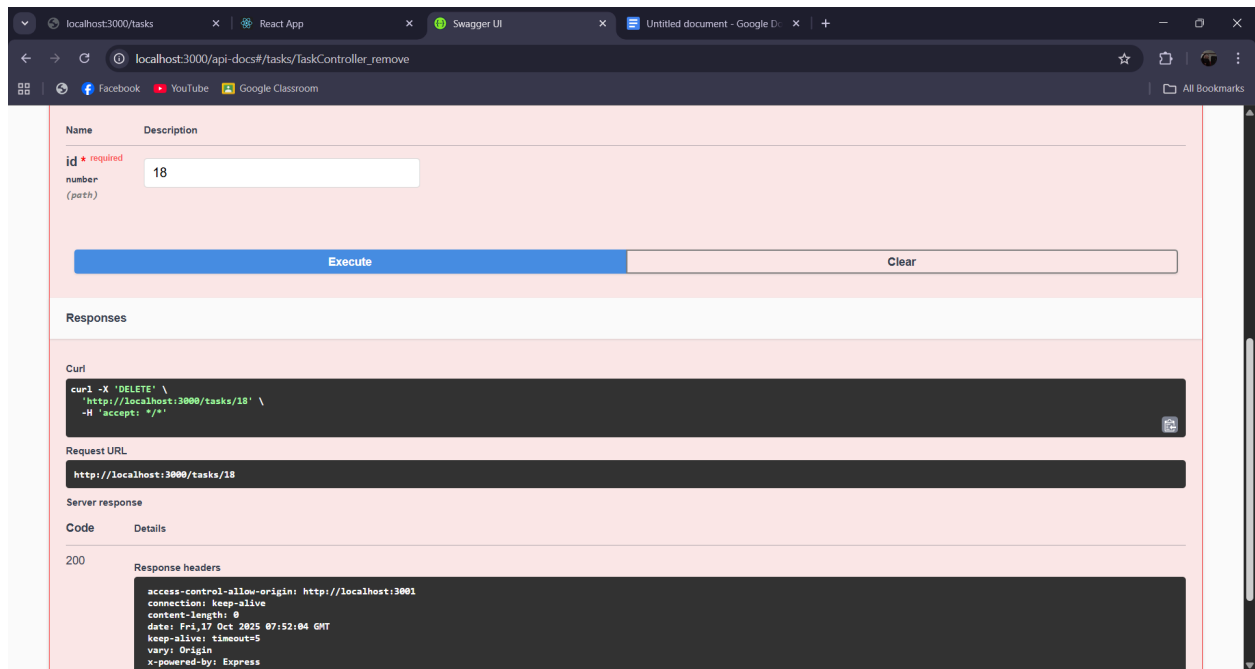 localhost:3000/tasks
React App
Swagger UI
Untitled document - Google Do
localhost:3000/api-docs#/tasks/TaskController_remove
Facebook
YouTube
Google Classroom
All Bookmarks
Name Description
id * required
18
number
(path)
Execute
Clear
Responses
Curl
curl -X 'DELETE' \
'http://localhost:3000/tasks/18' \
-H 'accept: */*'
Request URL
http://localhost:3000/tasks/18
Server response
Code Details
200
Response headers
access-control-allow-origin: http://localhost:3001
connection: keep-alive
content-length: 0
date: Fri,17 Oct 2025 07:52:04 GMT
keep-alive: timeout=5
vary: Origin
x-powered-by: Express